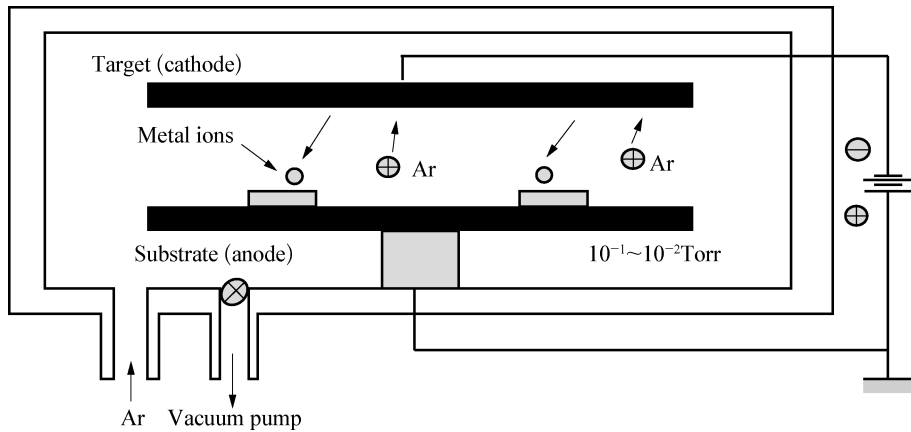 Target (cathode)
Metal ions
Ar
Ar
Substrate (anode)
10⁻¹~10⁻²Torr
Ar
Vacuum pump